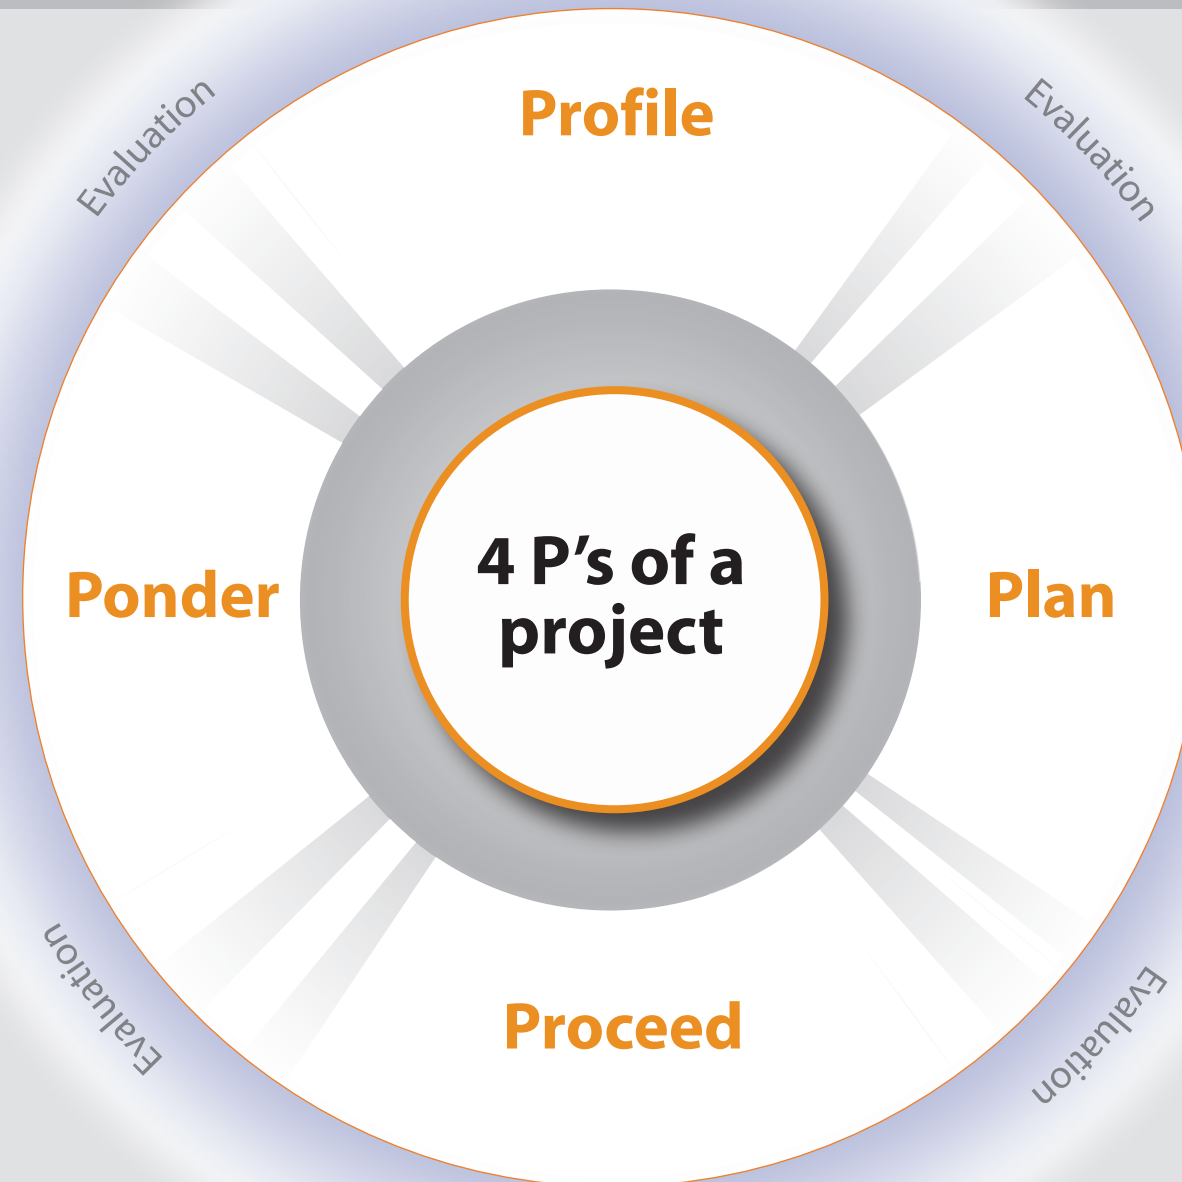 Evaluation
Profile
Evaluation
Ponder
4 P’s of a
project
Plan
Evaluation
Proceed
Evaluation